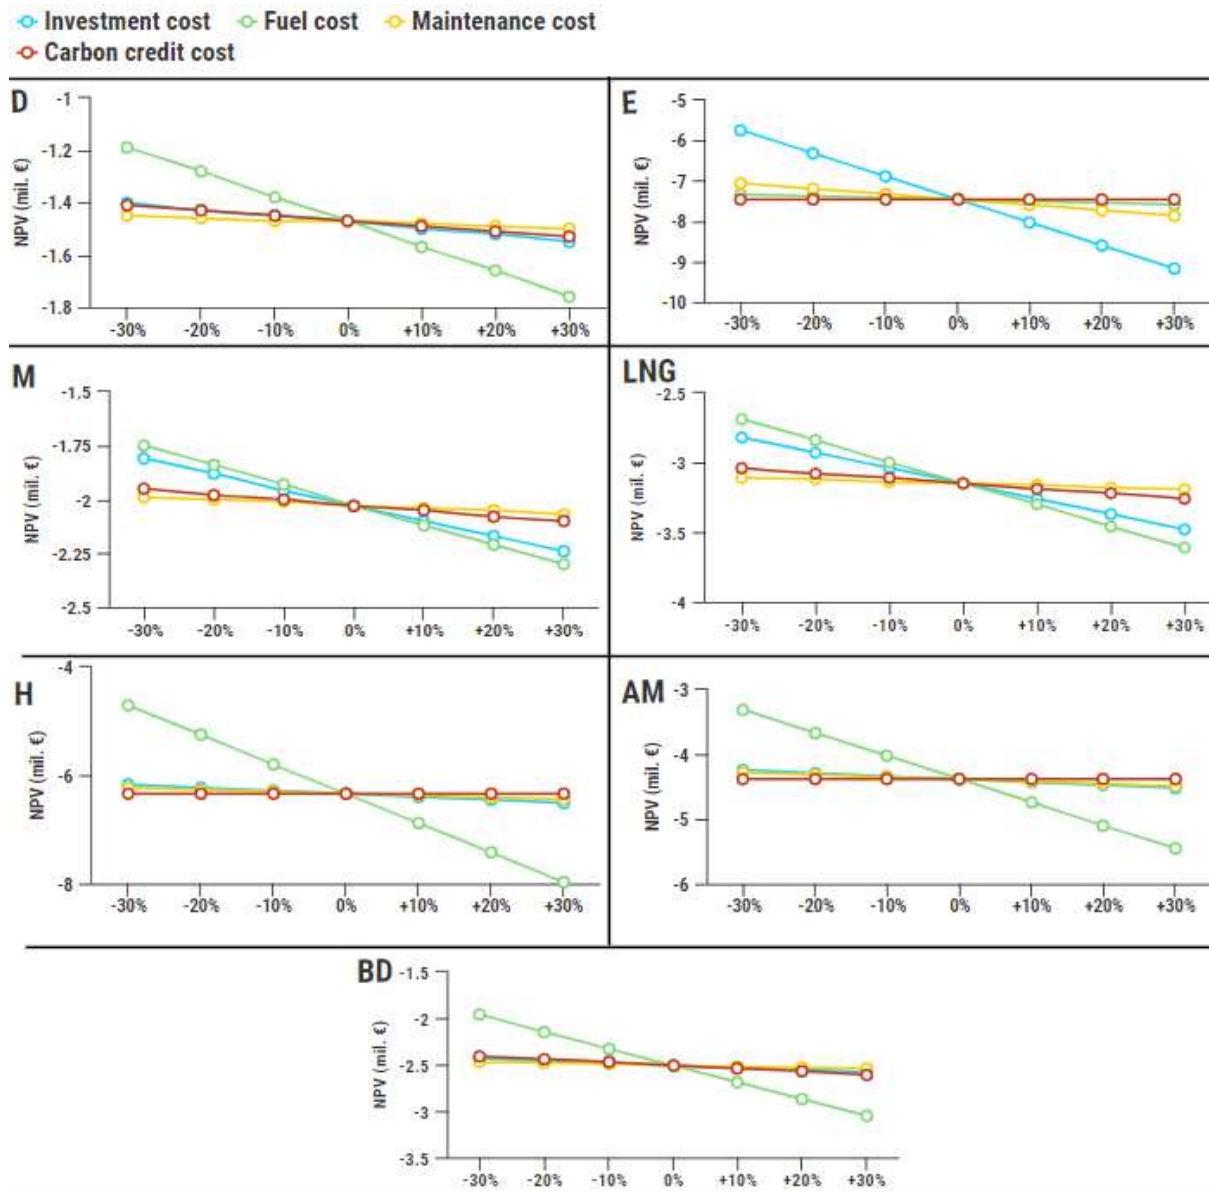 Investment cost Fuel cost Maintenance cost
Carbon credit cost
D
NPV (mil. €)
-1
-1.2
-1.4
-1.6
-1.8
-30% -20% -10% 0% +10% +20% +30%
E
NPV (mil. €)
-5
-6
-7
-8
-9
-10
-30% -20% -10% 0% +10% +20% +30%
M
NPV (mil. €)
-1.5
-1.75
-2
-2.25
-2.5
-30% -20% -10% 0% +10% +20% +30%
LNG
NPV (mil. €)
-2.5
-3
-3.5
-4
-30% -20% -10% 0% +10% +20% +30%
H
NPV (mil. €)
-4
-6
-8
-30% -20% -10% 0% +10% +20% +30%
AM
NPV (mil. €)
-3
-4
-5
-6
-30% -20% -10% 0% +10% +20% +30%
BD
NPV (mil. €)
-1.5
-2
-2.5
-3
-3.5
-30% -20% -10% 0% +10% +20% +30%